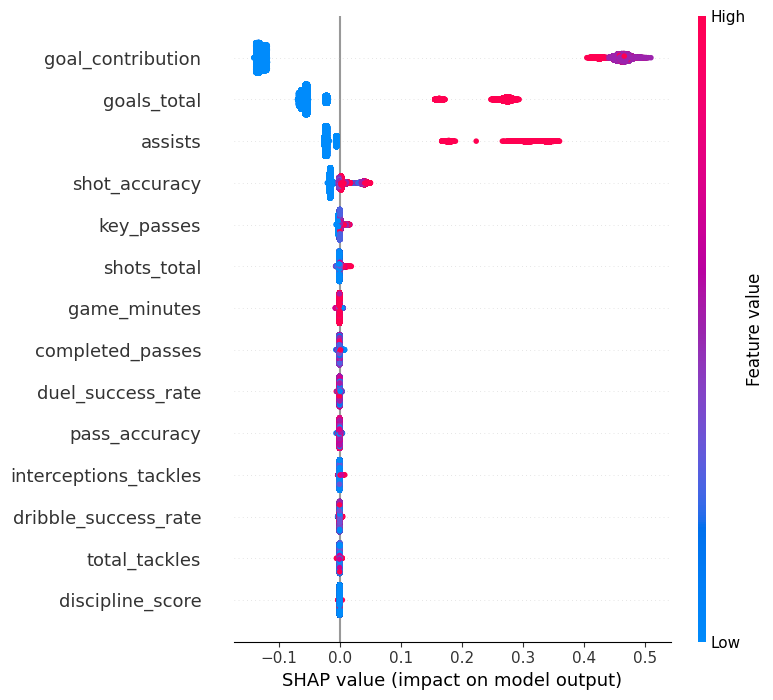 High
goal_contribution
goals_total
assists
shot_accuracy
key_passes
shots_total
game_minutes
completed_passes
duel_success_rate
pass_accuracy
interceptions_tackles
dribble_success_rate
total_tackles
discipline_score
Feature value
Low
−0.1 0.0 0.1 0.2 0.3 0.4 0.5
SHAP value (impact on model output)